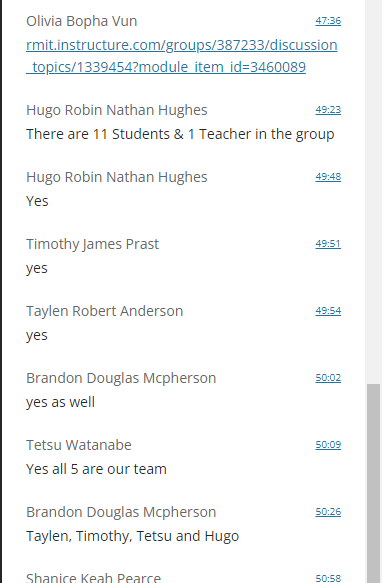 Olivia Bopha Vun 47:36
rmit.instructure.com/groups/387233/discussion
_topics/1339454?module_item_id=3460089
Hugo Robin Nathan Hughes 49:23
There are 11 Students & 1 Teacher in the group
Hugo Robin Nathan Hughes 49:48
Yes
Timothy James Prast 49:51
yes
Taylen Robert Anderson 49:54
yes
Brandon Douglas Mcpherson 50:02
yes as well
Tetsu Watanabe 50:09
Yes all 5 are our team
Brandon Douglas Mcpherson 50:26
Taylen, Timothy, Tetsu and Hugo
Shanice Keah Pearce 50:58